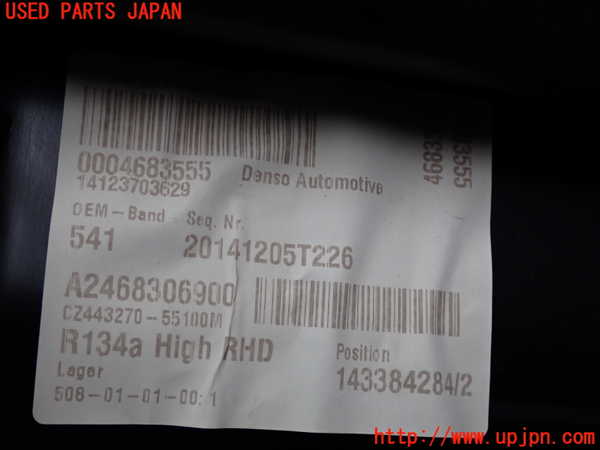 USED PARTS JAPAN
0004683555 Denso Automotive
14123703629
OEM-Band Seq. Nr.
541 20141205T226
A2468306900
CZ443270-55100M
R134a High RHD Position
Lager 143384284/2
508-01-01-00:1
http://www.upjpn.com/